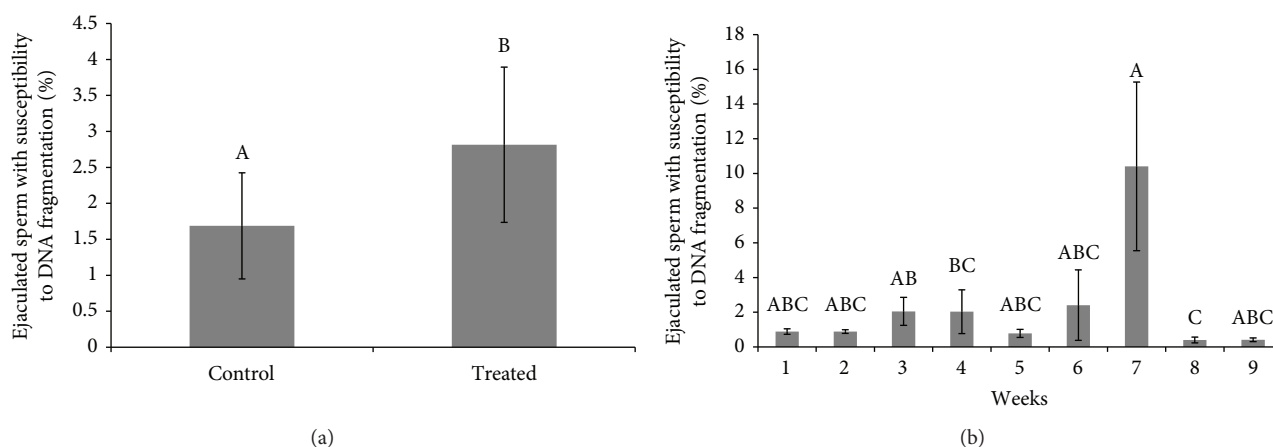 Ejaculated sperm with susceptibility
to DNA fragmentation (%)
4.5
4
3.5
3
2.5
2
1.5
1
0.5
0
A
B
Control
Treated
(a)
Ejaculated sperm with susceptibility
to DNA fragmentation (%)
18
16
14
12
10
8
6
4
2
0
ABC
ABC
AB
BC
ABC
ABC
A
C
ABC
1 2 3 4 5 6 7 8 9
Weeks
(b)